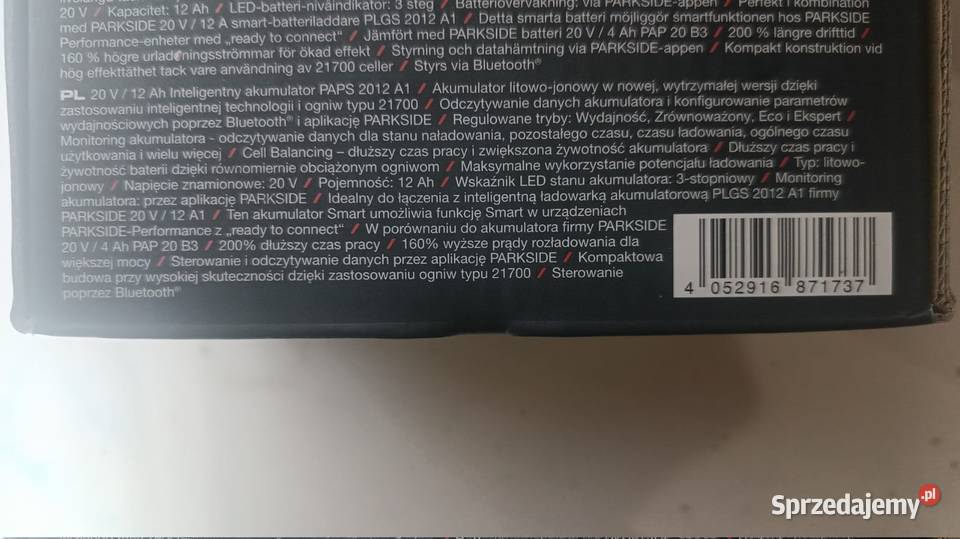 20 V / Kapacitet: 12 Ah / LED-batteri-nivåindikator: 3 steg / Batteriövervakning: via PARKSIDE-appen / Perfekt i kombination
med PARKSIDE 20 V / 12 A smart-batteriladdare PLGS 2012 A1 / Detta smarta batteri möjliggör smartfunktionen hos PARKSIDE
Performance-enheter med „ready to connect“ / Jämfört med PARKSIDE batteri 20 V / 4 Ah PAP 20 B3 / 200 % längre drifttid /
160 % högre urladdningsströmmar för ökad effekt / Styrning och datahämtning via PARKSIDE-appen / Kompakt konstruktion vid
hög effekttäthet tack vare användning av 21700 celler / Styrs via Bluetooth®
PL 20 V / 12 Ah Inteligentny akumulator PAPS 2012 A1 / Akumulator litowo-jonowy w nowej, wytrzymałej wersji dzięki
zastosowaniu inteligentnej technologii i ogniw typu 21700 / Odczytywanie danych akumulatora i konfigurowanie parametrów
wydajnościowych poprzez Bluetooth® i aplikację PARKSIDE / Regulowane tryby: Wydajność, Zrównoważony, Eco i Ekspert /
Monitoring akumulatora - odczytywanie danych dla stanu naładowania, pozostałego czasu, czasu ładowania, ogólnego czasu
użytkowania i wielu więcej / Cell Balancing – dłuższy czas pracy i zwiększona żywotność akumulatora / Dłuższy czas pracy i
żywotność baterii dzięki równomiernie obciążonym ogniwom / Maksymalne wykorzystanie potencjału ładowania / Typ: litowo-
jonowy / Napięcie znamionowe: 20 V / Pojemność: 12 Ah / Wskaźnik LED stanu akumulatora: 3-stopniowy / Monitoring
akumulatora: przez aplikację PARKSIDE / Idealny do łączenia z inteligentną ładowarką akumulatorową PLGS 2012 A1 firmy
PARKSIDE 20 V / 12 A1 / Ten akumulator Smart umożliwia funkcję Smart w urządzeniach
PARKSIDE-Performance z „ready to connect“ / W porównaniu do akumulatora firmy PARKSIDE
20 V / 4 Ah PAP 20 B3 / 200% dłuższy czas pracy / 160% wyższe prądy rozładowania dla
większej mocy / Sterowanie i odczytywanie danych przez aplikację PARKSIDE / Kompaktowa
budowa przy wysokiej skuteczności dzięki zastosowaniu ogniw typu 21700 / Sterowanie
poprzez Bluetooth®
4 052916 871737
Sprzedajemy.pl